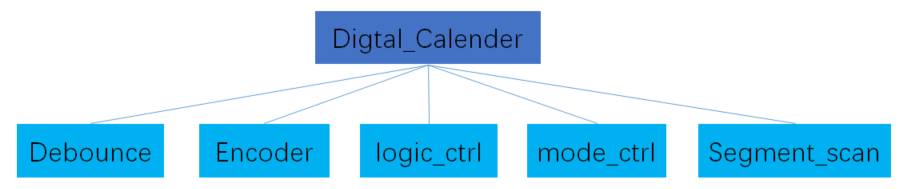 Digtal_Calender
Debounce
Encoder
logic_ctrl
mode_ctrl
Segment_scan